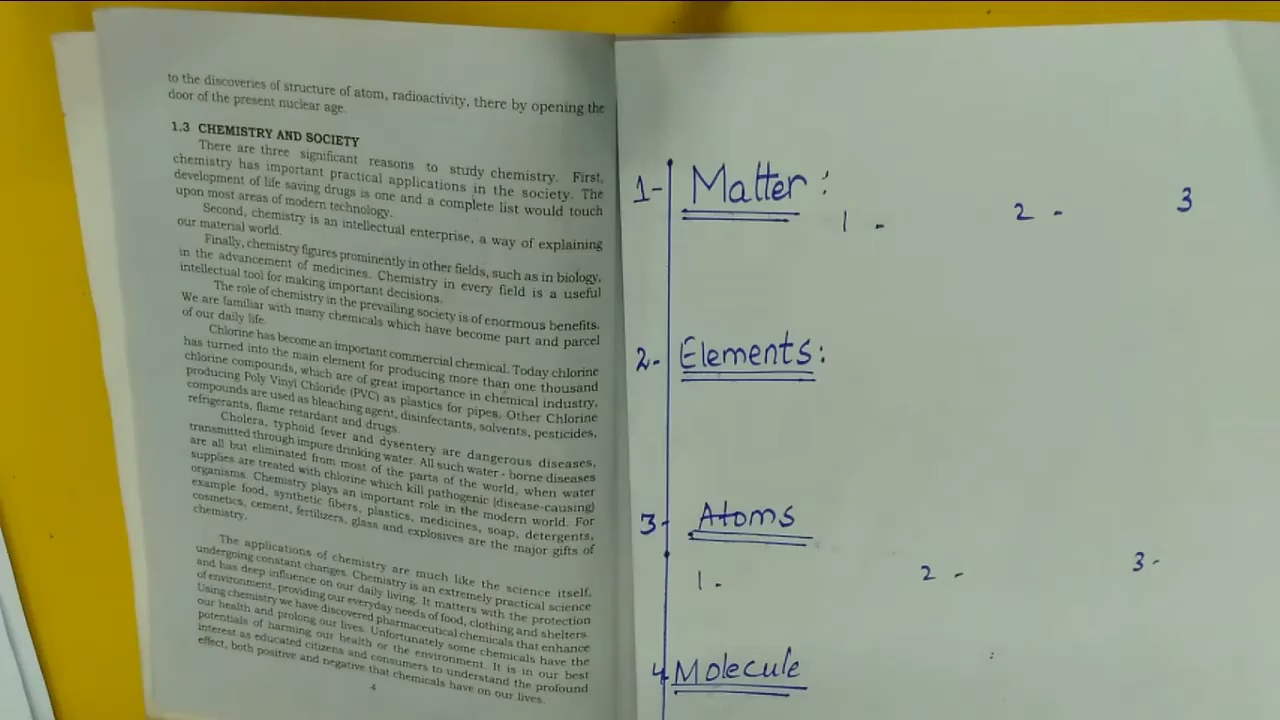 to the discoveries of structure of atom, radioactivity, there by opening the
door of the present nuclear age.
1.3 CHEMISTRY AND SOCIETY
There are three significant reasons to study chemistry. First,
chemistry has important practical applications in the society. The
development of life saving drugs is one and a complete list would touch
upon most areas of modern technology.
Second, chemistry is an intellectual enterprise, a way of explaining
our material world.
Finally, chemistry figures prominently in other fields, such as in biology,
in the advancement of medicines. Chemistry in every field is a useful
intellectual tool for making important decisions.
The role of chemistry in the prevailing society is of enormous benefits.
We are familiar with many chemicals which have become part and parcel
of our daily life.
Chlorine has become an important commercial chemical. Today chlorine
has turned into the main element for producing more than one thousand
chlorine compounds, which are of great importance in chemical industry,
producing Poly Vinyl Chloride (PVC) as plastics for pipes. Other Chlorine
compounds are used as bleaching agent, disinfectants, solvents, pesticides,
refrigerants, flame retardant and drugs.
Cholera, typhoid fever and dysentery are dangerous diseases,
transmitted through impure drinking water. All such water - borne diseases
are all but eliminated from most of the parts of the world, when water
supplies are treated with chlorine which kill pathogenic (disease-causing)
organisms. Chemistry plays an important role in the modern world. For
example food, synthetic fibers, plastics, medicines, soap, detergents,
cosmetics, cement, fertilizers, glass and explosives are the major gifts of
chemistry.
The applications of chemistry are much like the science itself,
undergoing constant changes. Chemistry is an extremely practical science
and has deep influence on our daily living. It matters with the protection
of environment, providing our everyday needs of food, clothing and shelters.
Using chemistry we have discovered pharmaceutical chemicals that enhance
our health and prolong our lives. Unfortunately some chemicals have the
potentials of harming our health or the environment. It is in our best
interest as educated citizens and consumers to understand the profound
effect, both positive and negative that chemicals have on our lives.
4
1- Matter :
1 - 2 - 3
2- Elements:
3- Atoms
1 - 2 - 3 -
4 Molecule